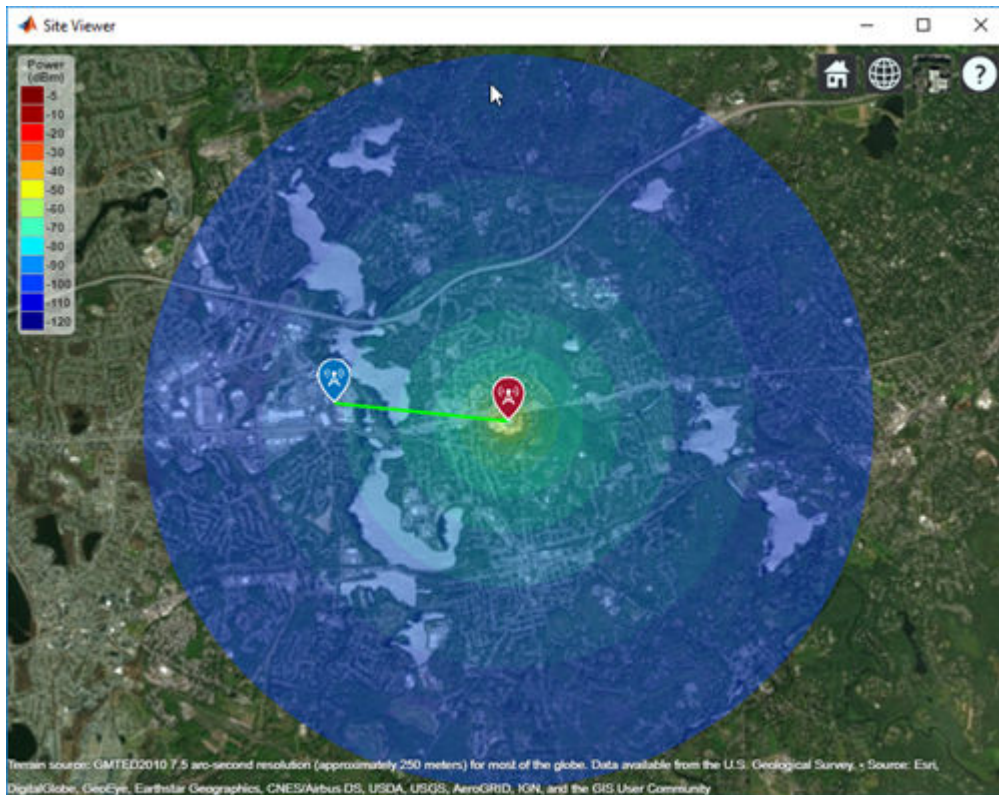 Site Viewer
Power
(dBm)
-5
-10
-20
-30
-40
-50
-60
-70
-80
-90
-100
-110
-120
?
Terrain source: GMTED2010 7.5 arc-second resolution (approximately 250 meters) for most of the globe. Data available from the U.S. Geological Survey. • Source: Esri,
DigitalGlobe, GeoEye, Earthstar Geographics, CNES/Airbus DS, USDA, USGS, AeroGRID, IGN, and the GIS User Community